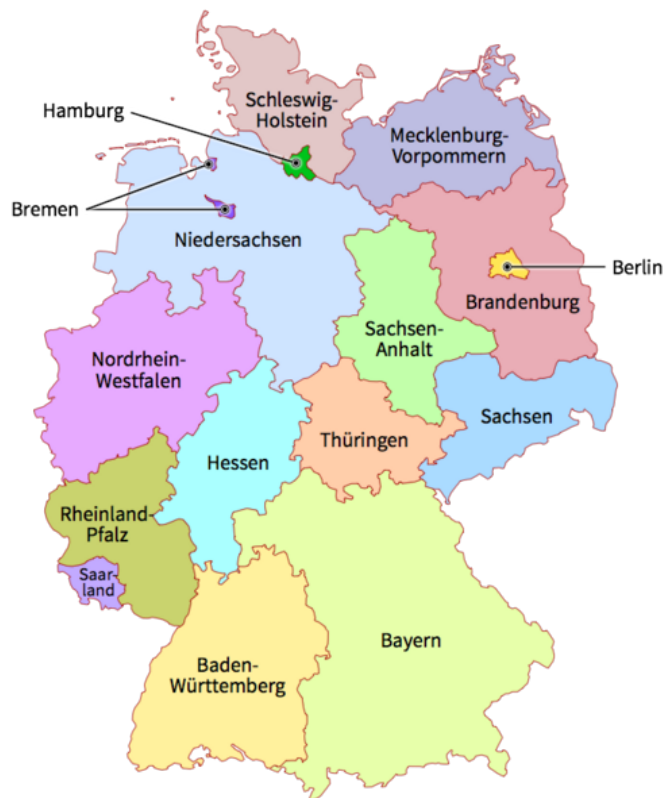 Schleswig-
Holstein
Hamburg
Mecklenburg-
Vorpommern
Bremen
Niedersachsen
Berlin
Brandenburg
Sachsen-
Anhalt
Nordrhein-
Westfalen
Sachsen
Thüringen
Hessen
Rheinland-
Pfalz
Saar-
land
Bayern
Baden-
Württemberg